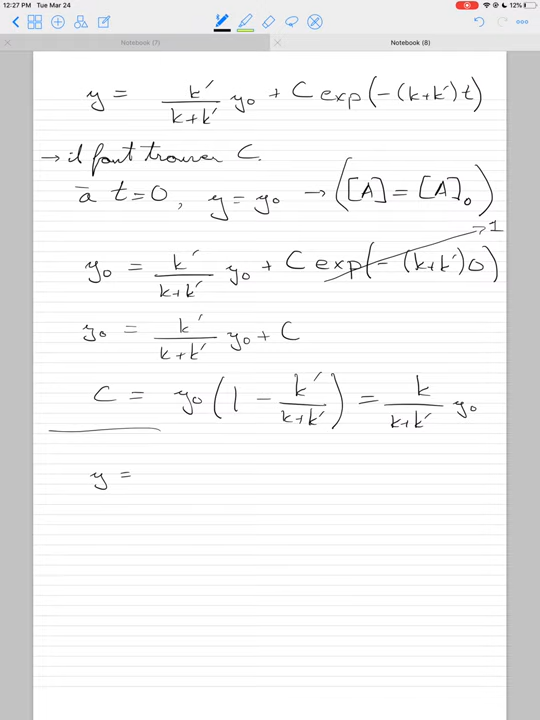 12:27 PM Tue Mar 24 12%
Notebook (7) Notebook (8)
y = k'/(k+k') y₀ + C exp(-(k+k')t)
→ il faut trouver C.
à t=0, y = y₀ → ([A] = [A]₀)
y₀ = k'/(k+k') y₀ + C exp(-(k+k')0) → 1
y₀ = k'/(k+k') y₀ + C
C = y₀(1 - k'/(k+k')) = k/(k+k') y₀
y =